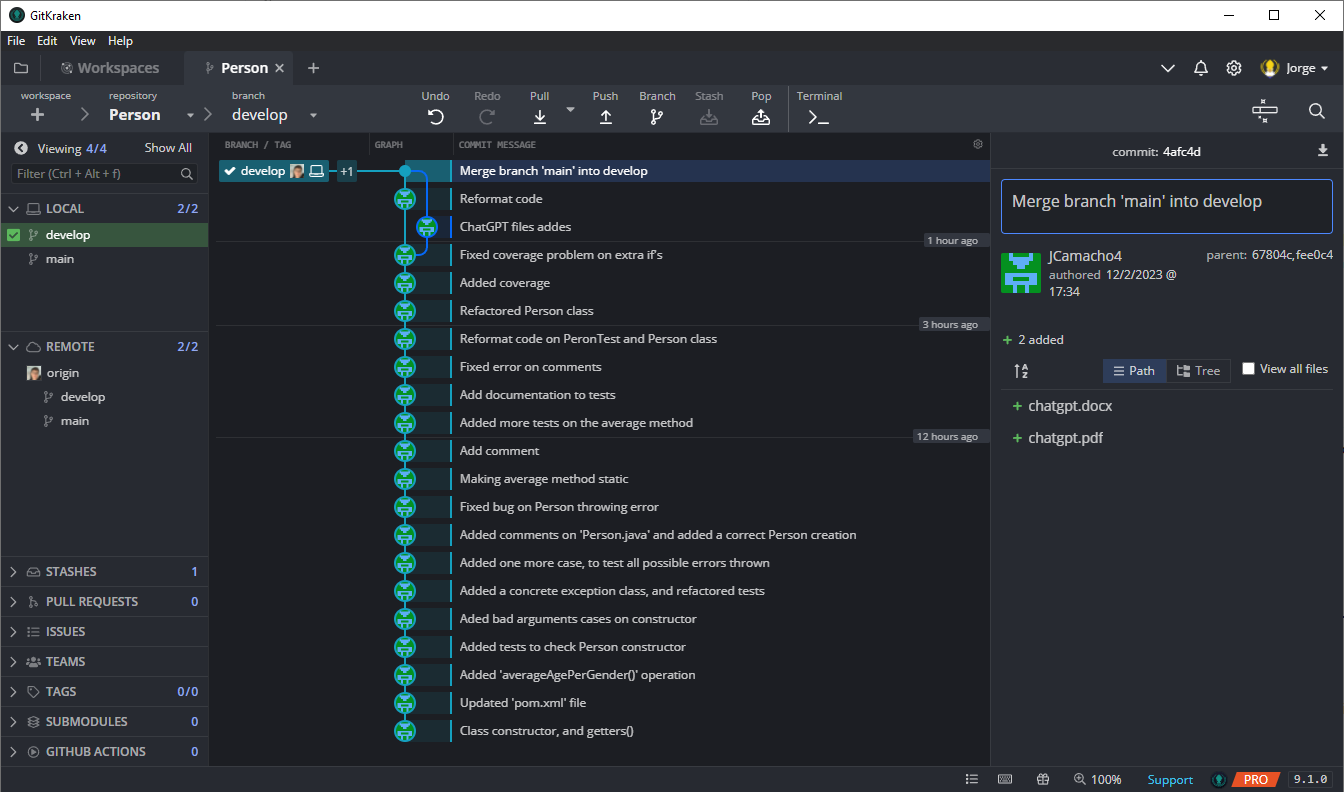 GitKraken
File Edit View Help
Workspaces Person Jorge
workspace repository branch
Person develop
Undo Redo Pull Push Branch Stash Pop Terminal
Viewing 4/4 Show All
Filter (Ctrl + Alt + f)
LOCAL 2/2
develop
main
REMOTE 2/2
origin
develop
main
STASHES 1
PULL REQUESTS 0
ISSUES
TEAMS
TAGS 0/0
SUBMODULES 0
GITHUB ACTIONS 0
BRANCH / TAG GRAPH COMMIT MESSAGE
develop +1 Merge branch 'main' into develop
Reformat code
ChatGPT files addes
1 hour ago
Fixed coverage problem on extra if's
Added coverage
Refactored Person class
3 hours ago
Reformat code on PeronTest and Person class
Fixed error on comments
Add documentation to tests
Added more tests on the average method
12 hours ago
Add comment
Making average method static
Fixed bug on Person throwing error
Added comments on 'Person.java' and added a correct Person creation
Added one more case, to test all possible errors thrown
Added a concrete exception class, and refactored tests
Aded bad arguments cases on constructor
Added tests to check Person constructor
Added 'averageAgePerGender()' operation
Updated 'pom.xml' file
Class constructor, and getters()
commit: 4afc4d
Merge branch 'main' into develop
JCamacho4 parent: 67804c,fee0c4
authored 12/2/2023 @
17:34
+ 2 added
A Z Path Tree View all files
+ chatgpt.docx
+ chatgpt.pdf
100% Support PRO 9.1.0